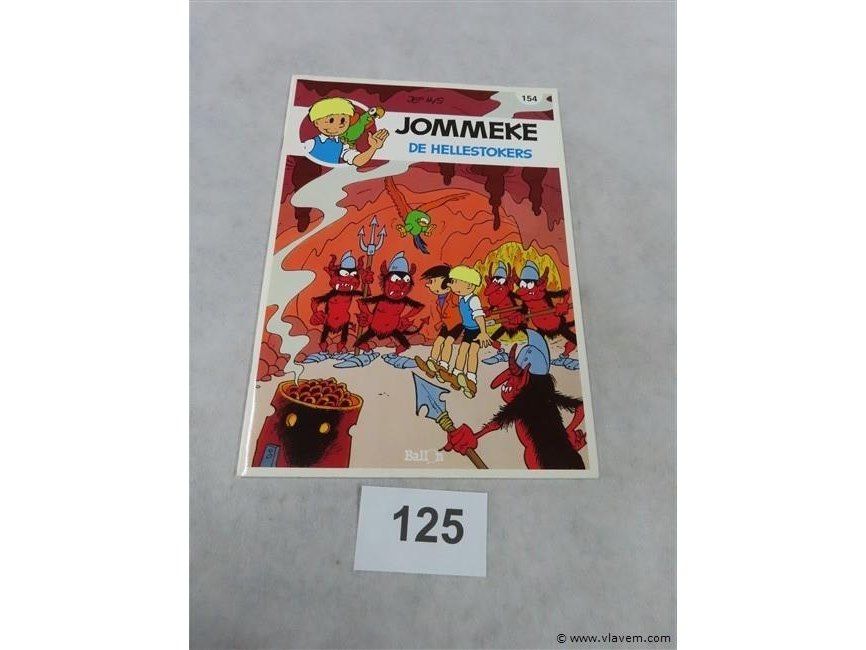 JEF NYS
154
JOMMEKE
DE HELLESTOKERS
Ballon
125
© www.vlavem.com